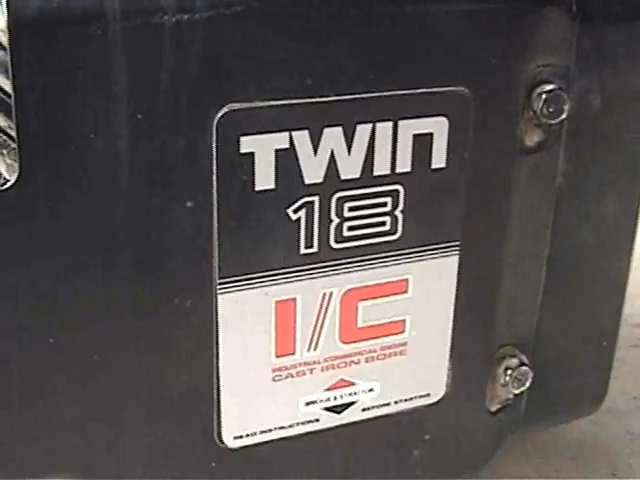 TWIN
18
I/C
INDUSTRIAL/COMMERCIAL ENGINE
CAST IRON BORE
BRIGGS & STRATTON
READ INSTRUCTIONS BEFORE STARTING